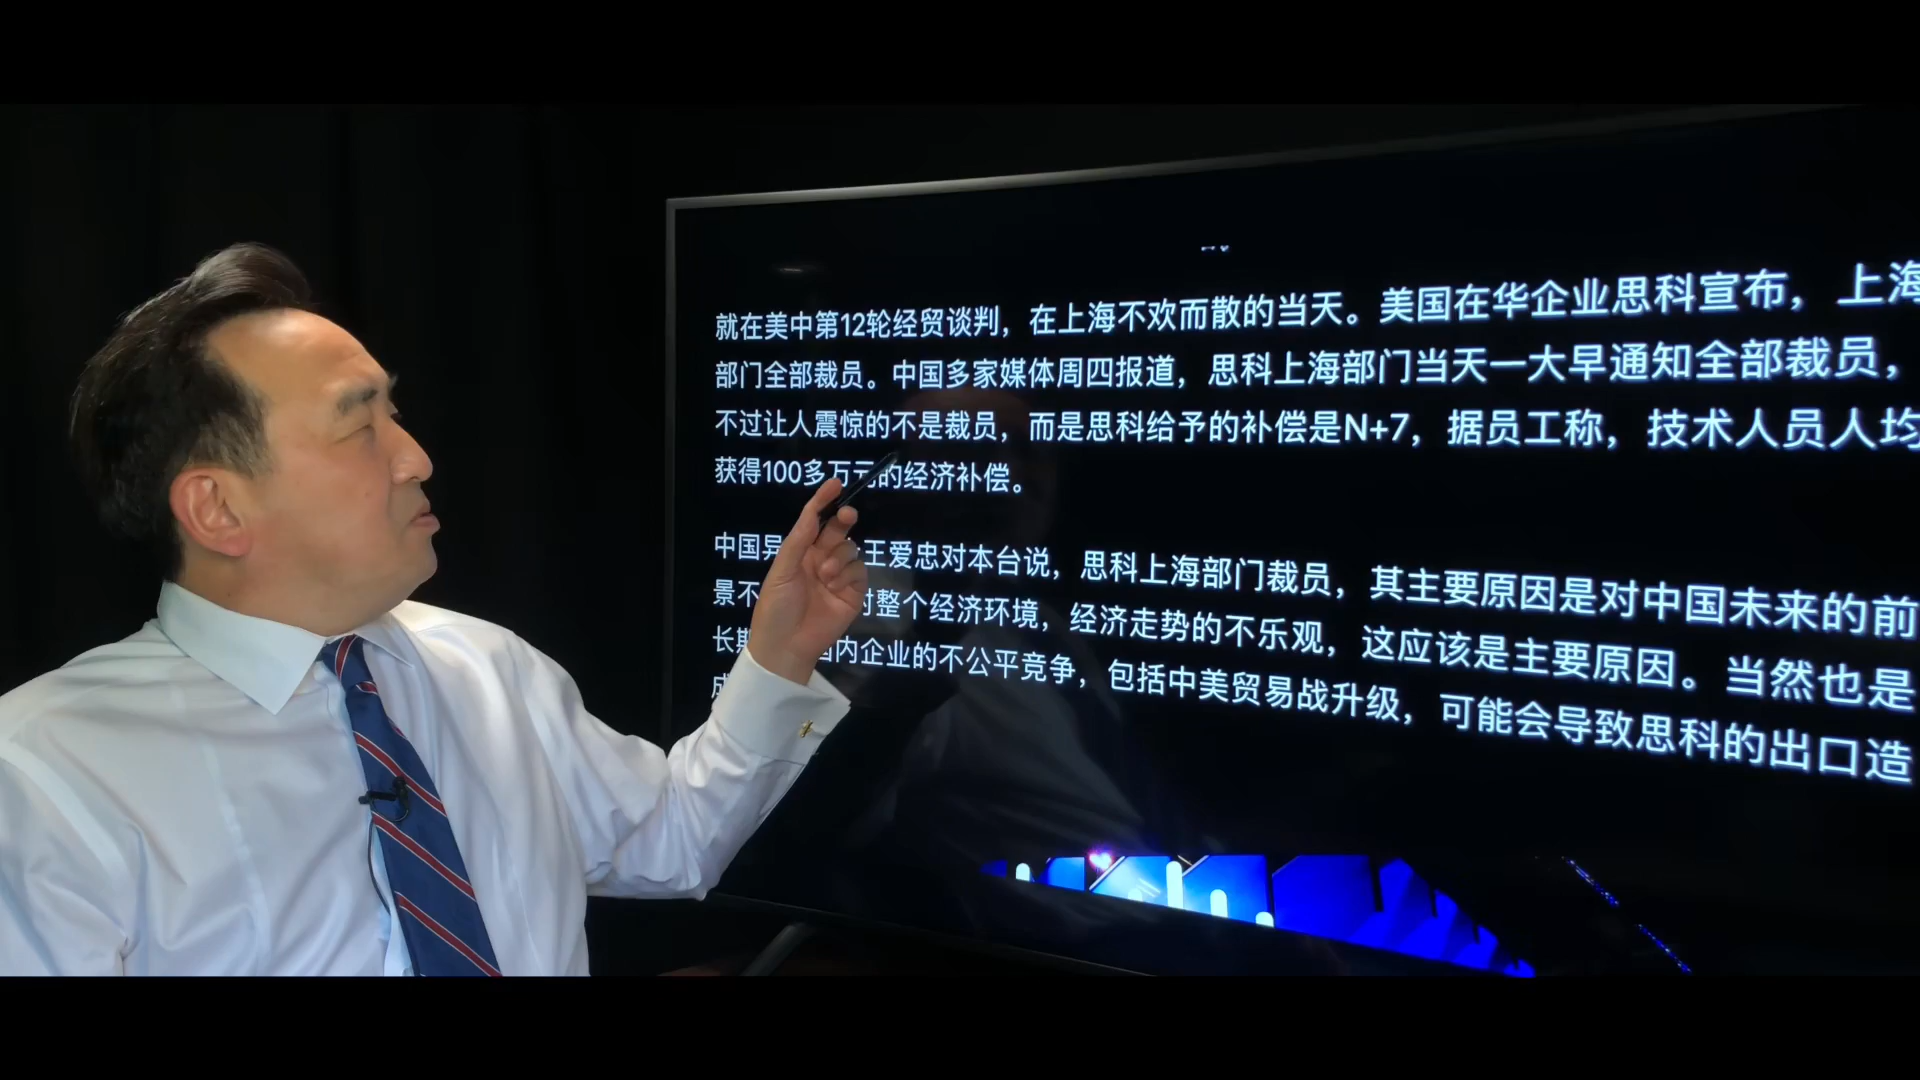 就在美中第12轮经贸谈判，在上海不欢而散的当天。美国在华企业思科宣布，上海
部门全部裁员。中国多家媒体周四报道，思科上海部门当天一大早通知全部裁员，
不过让人震惊的不是裁员，而是思科给予的补偿是N+7，据员工称，技术人员人均
获得100多万元的经济补偿。
中国异 王爱忠对本台说，思科上海部门裁员，其主要原因是对中国未来的前
景不 对整个经济环境，经济走势的不乐观，这应该是主要原因。当然也是
长期 国内企业的不公平竞争，包括中美贸易战升级，可能会导致思科的出口造
成